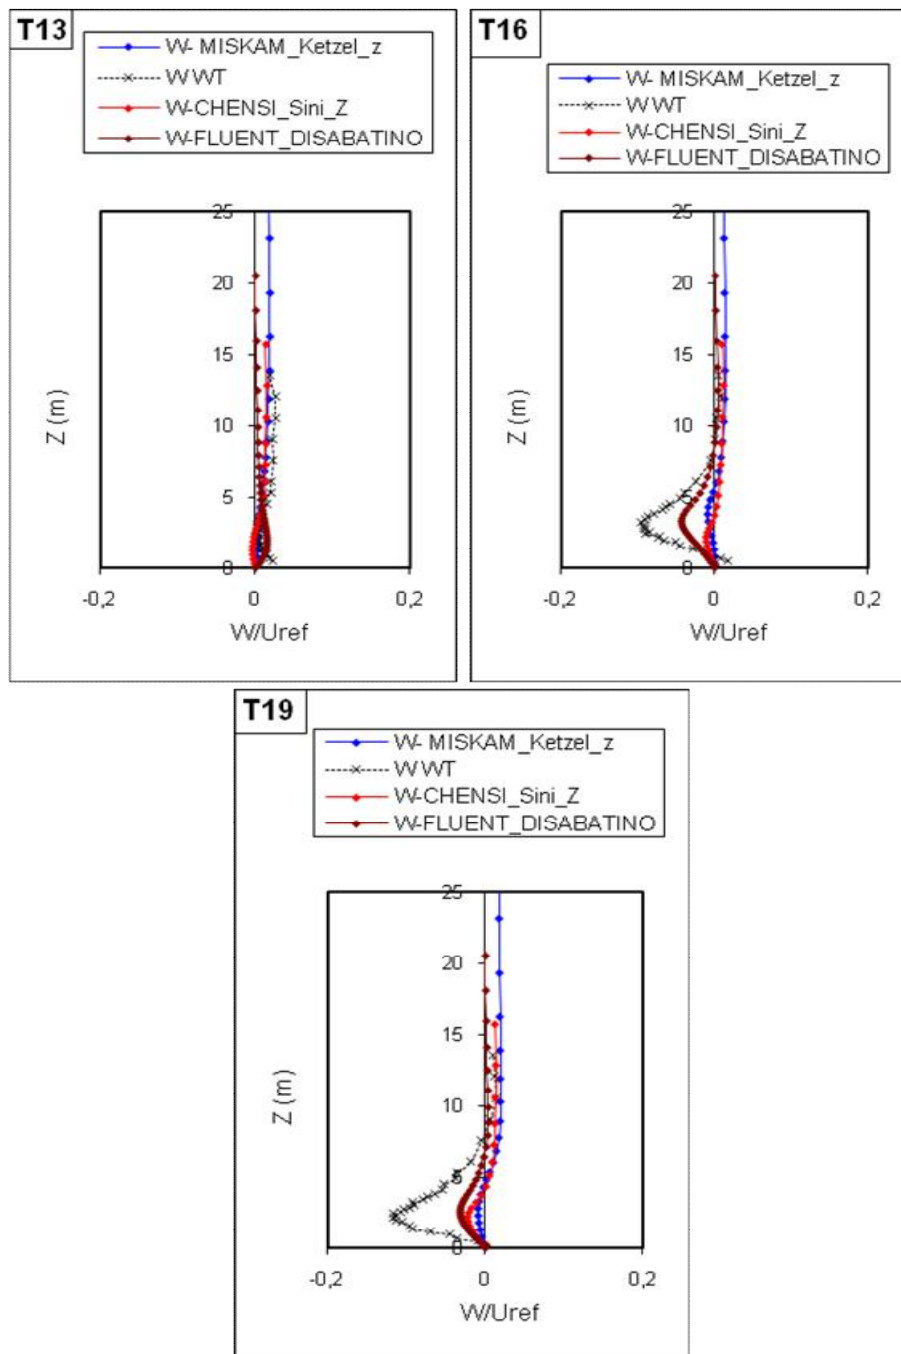 T13
W- MISKAM_Ketzel_z
W WT
W-CHENSI_Sini_Z
W-FLUENT_DISABATINO
25
20
15
10
5
0
Z (m)
-0,2 0 0,2
W/Uref
T16
W- MISKAM_Ketzel_z
W WT
W-CHENSI_Sini_Z
W-FLUENT_DISABATINO
25
20
15
10
5
0
Z (m)
-0,2 0 0,2
W/Uref
T19
W- MISKAM_Ketzel_z
W WT
W-CHENSI_Sini_Z
W-FLUENT_DISABATINO
25
20
15
10
5
0
Z (m)
-0,2 0 0,2
W/Uref